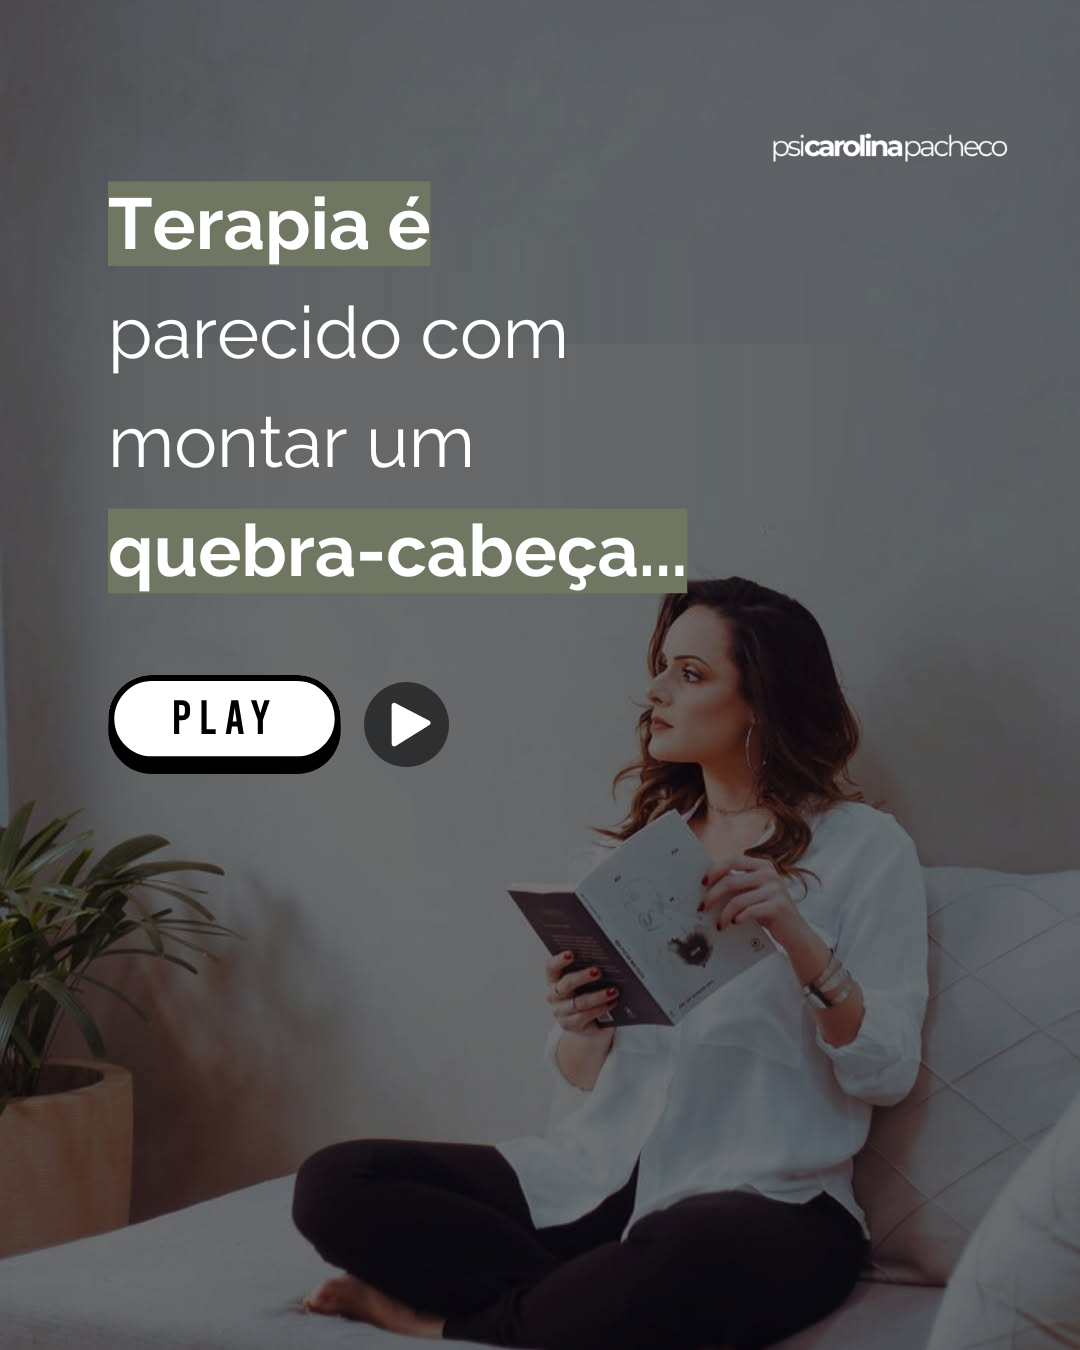 psicarolinapacheco
Terapia é
parecido com
montar um
quebra-cabeça...
PLAY